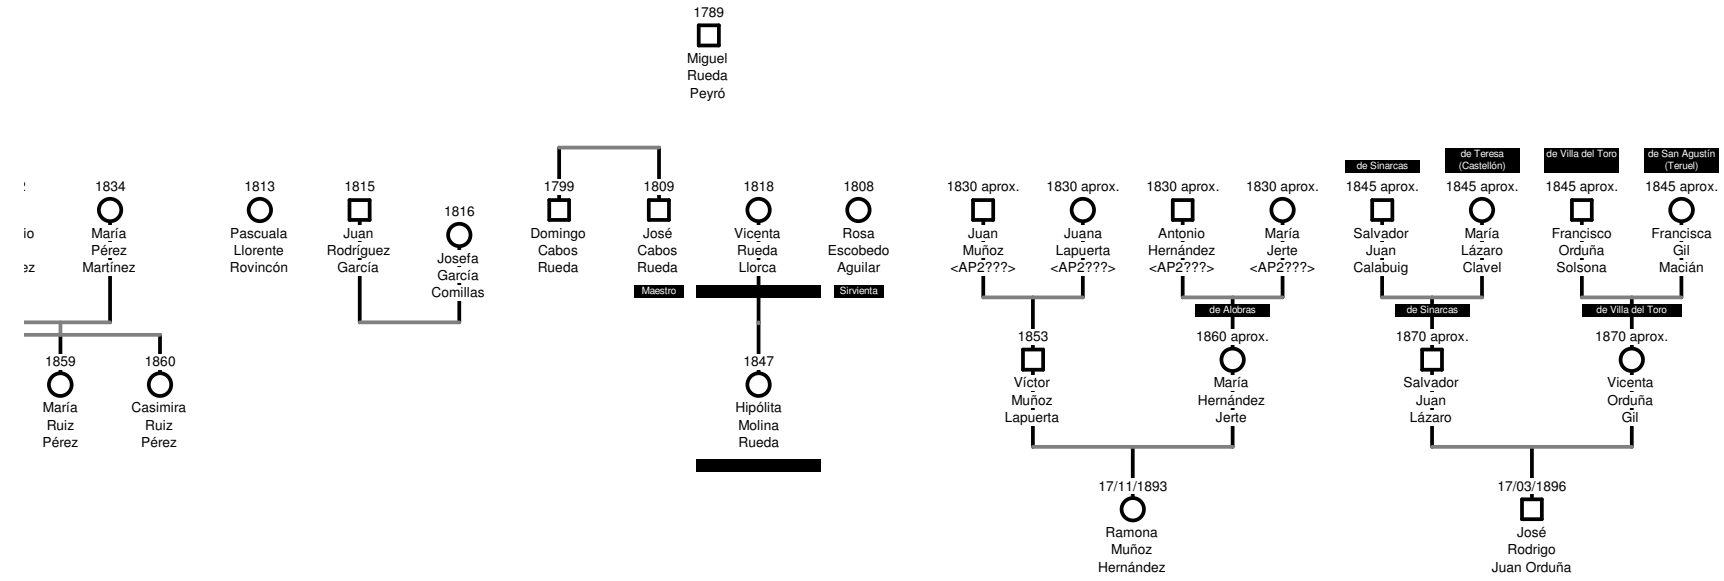 1789
Miguel
Rueda
Peyró
de Sinarcas
de Teresa
(Castellón)
de Villa del Toro
de San Agustín
(Teruel)
1834
María
Pérez
Martínez
1813
Pascuala
Llorente
Rovincón
1815
Juan
Rodríguez
García
1816
Josefa
García
Comillas
1799
Domingo
Cabos
Rueda
1809
José
Cabos
Rueda
Maestro
1818
Vicenta
Rueda
Llorca
1808
Rosa
Escobedo
Aguilar
Sirvienta
1830 aprox.
Juan
Muñoz
<AP2???>
1830 aprox.
Juana
Lapuerta
<AP2???>
1830 aprox.
Antonio
Hernández
<AP2???>
1830 aprox.
María
Jerte
<AP2???>
1845 aprox.
Salvador
Juan
Calabuig
1845 aprox.
María
Lázaro
Clavel
1845 aprox.
Francisco
Orduña
Solsona
1845 aprox.
Francisca
Gil
Macián
io
ez
1859
María
Ruiz
Pérez
1860
Casimira
Ruiz
Pérez
1847
Hipólita
Molina
Rueda
1853
Víctor
Muñoz
Lapuerta
de Alobras
1860 aprox.
María
Hernández
Jerte
de Sinarcas
1870 aprox.
Salvador
Juan
Lázaro
de Villa del Toro
1870 aprox.
Vicenta
Orduña
Gil
17/11/1893
Ramona
Muñoz
Hernández
17/03/1896
José
Rodrigo
Juan Orduña